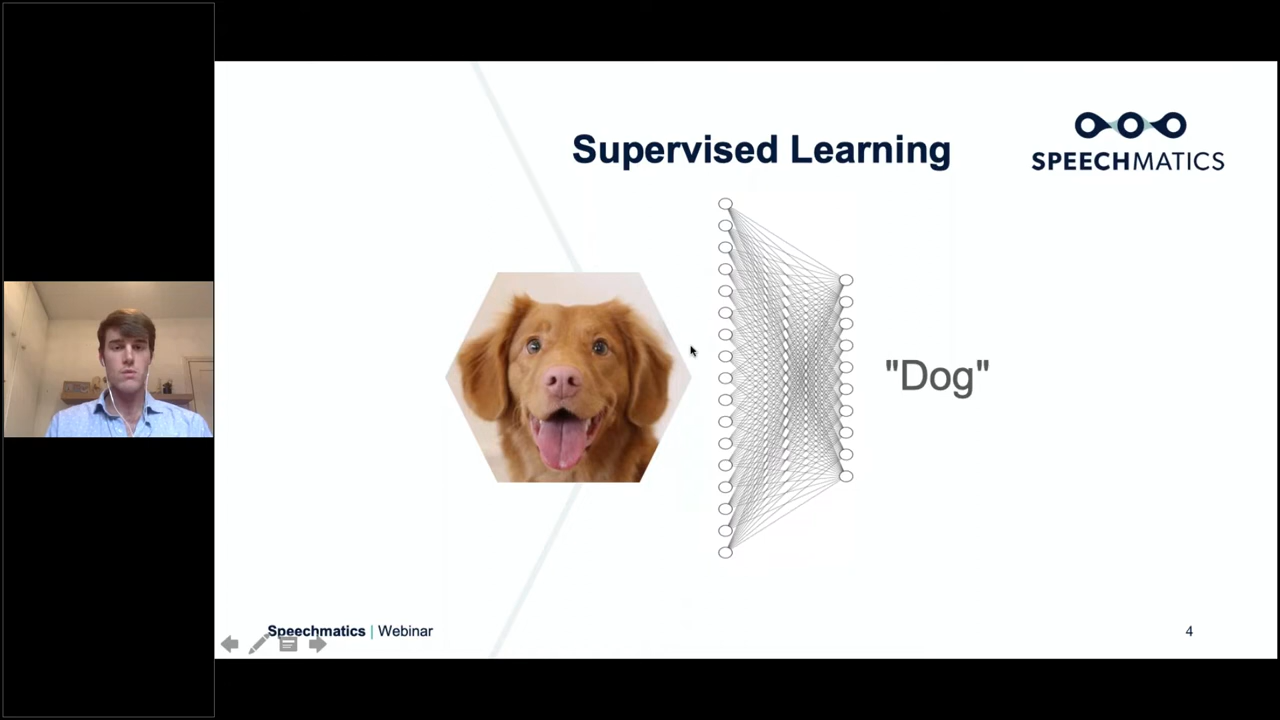 Supervised Learning
SPEECHMATICS
"Dog"
Speechmatics | Webinar
4